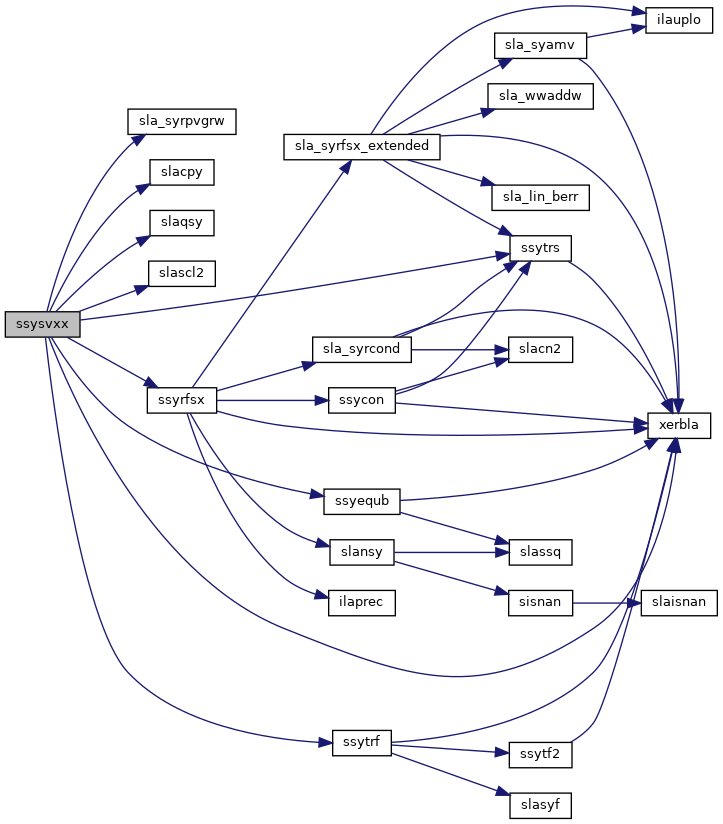 ilauplo
sla_syamv
sla_wwaddw
sla_syrpvgrw
sla_syrfsx_extended
slacpy
sla_lin_berr
slaqsy
ssytrs
slascl2
ssysvxx
sla_syrcond
slacn2
ssyrfsx
ssycon
xerbla
ssyequb
slansy
slassq
ilaprec
sisnan
slaisnan
ssytrf
ssytf2
slasyf